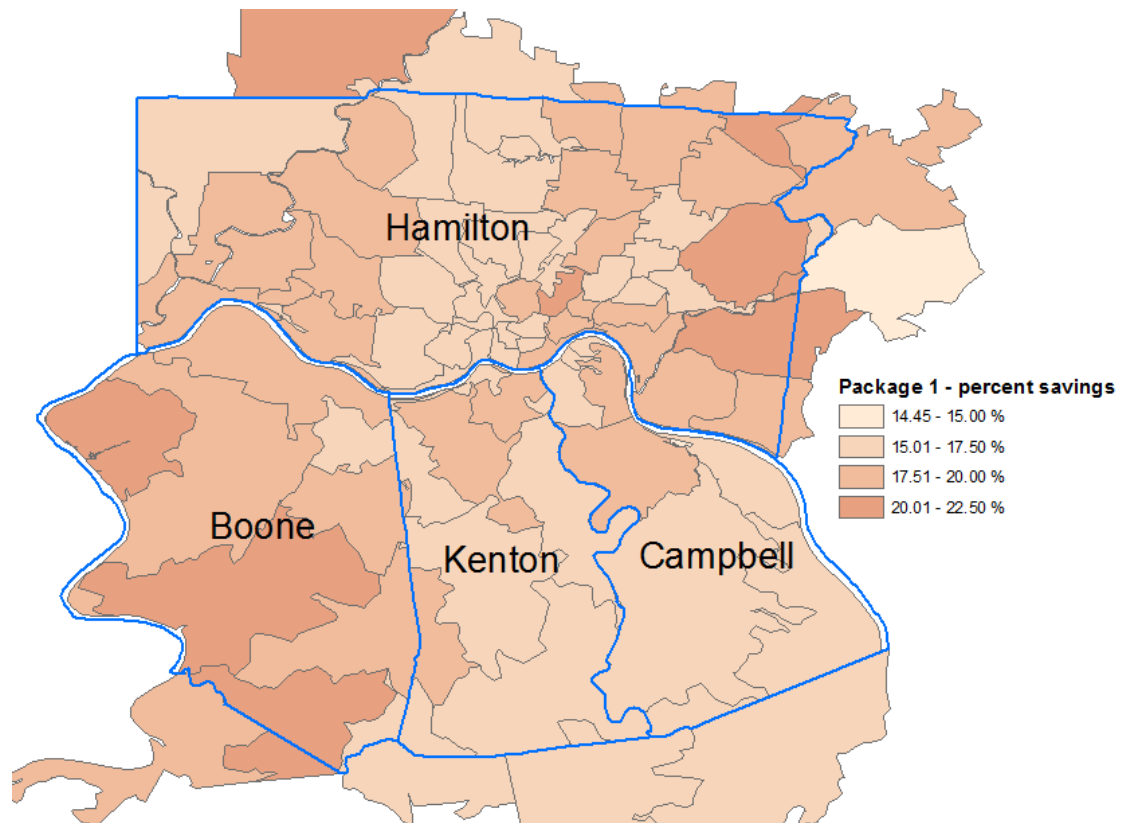 Hamilton
Package 1 - percent savings
14.45 - 15.00 %
15.01 - 17.50 %
17.51 - 20.00 %
20.01 - 22.50 %
Boone
Kenton
Campbell